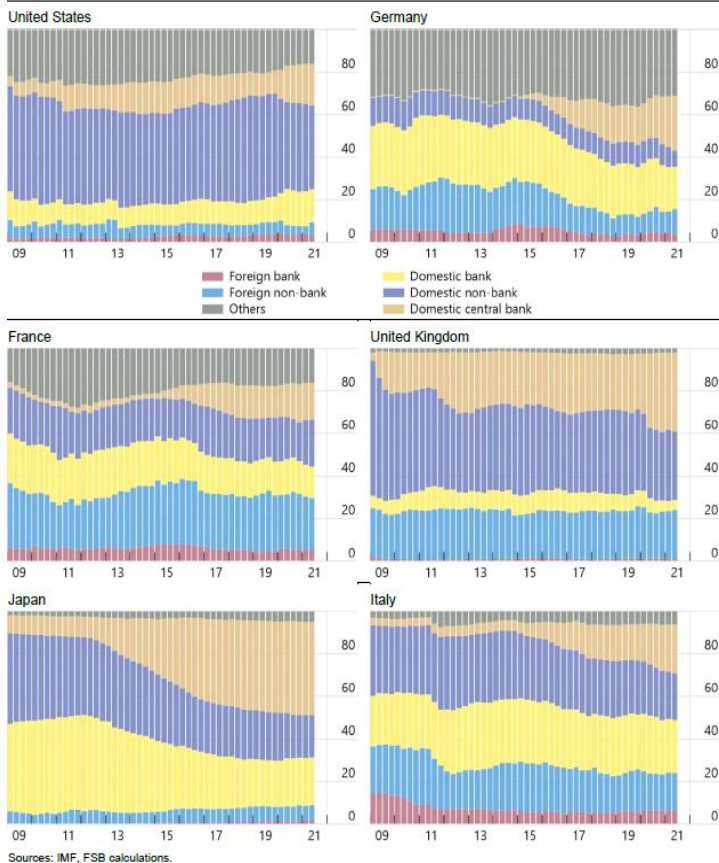 United States
Germany
80
60
40
20
0
80
60
40
20
0
09 11 13 15 17 19 21
09 11 13 15 17 19 21
Foreign bank
Foreign non-bank
Others
Domestic bank
Domestic non-bank
Domestic central bank
France
United Kingdom
80
60
40
20
0
80
60
40
20
0
09 11 13 15 17 19 21
09 11 13 15 17 19 21
Japan
Italy
80
60
40
20
0
80
60
40
20
0
09 11 13 15 17 19 21
09 11 13 15 17 19 21
Sources: IMF, FSB calculations.